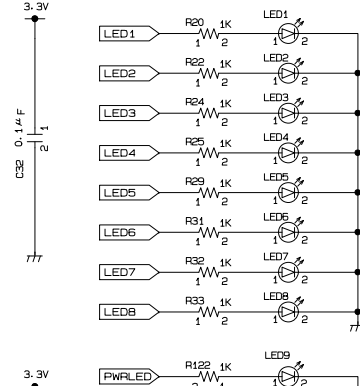 3.3V
LED1 R20 1K LED1
1 2 1 2
LED2 R22 1K LED2
1 2 1 2
LED3 R24 1K LED3
1 2 1 2
C32 0.1μF 2 1
LED4 R25 1K LED4
1 2 1 2
LED5 R29 1K LED5
1 2 1 2
LED6 R31 1K LED6
1 2 1 2
LED7 R32 1K LED7
1 2 1 2
LED8 R33 1K LED8
1 2 1 2
3.3V
PWRLED R122 1K LED9
2 1 2